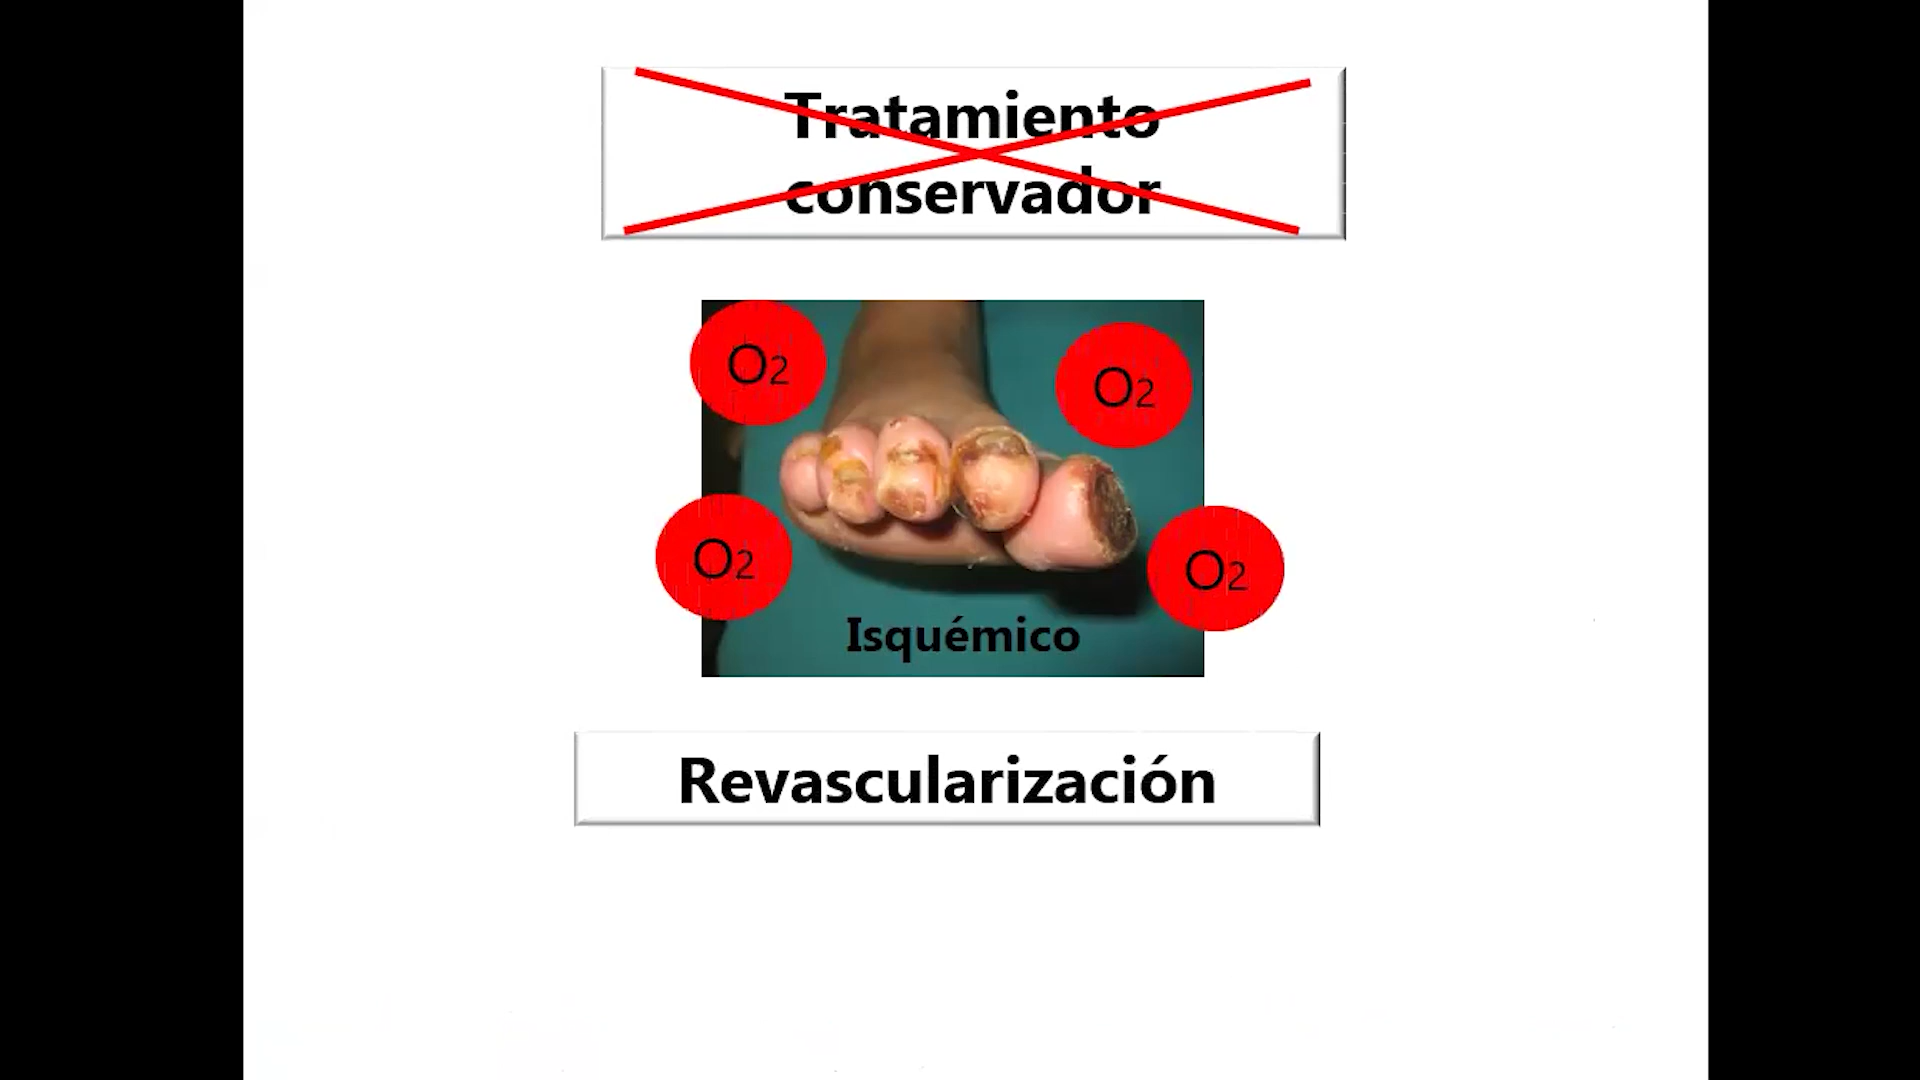 Tratamiento
conservador
O2
O2
O2
O2
Isquémico
Revascularización